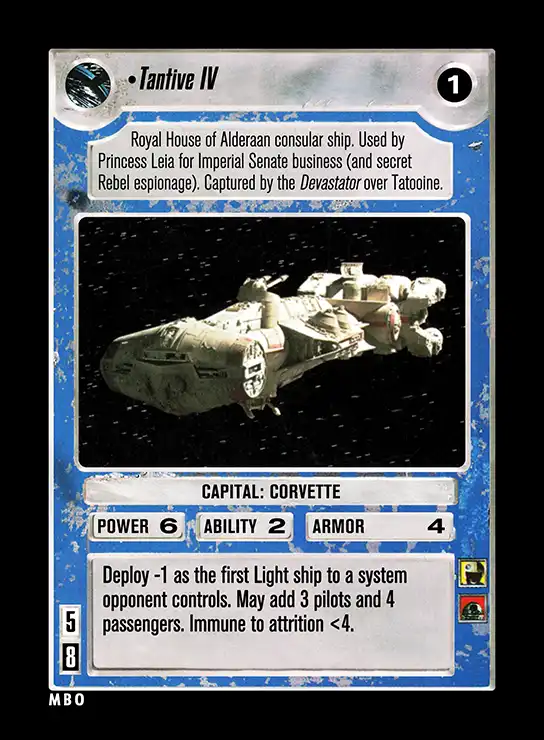 •Tantive IV
1
Royal House of Alderaan consular ship. Used by
Princess Leia for Imperial Senate business (and secret
Rebel espionage). Captured by the Devastator over Tatooine.
CAPITAL: CORVETTE
POWER 6 ABILITY 2 ARMOR 4
Deploy -1 as the first Light ship to a system
opponent controls. May add 3 pilots and 4
passengers. Immune to attrition <4.
5
8
MBO